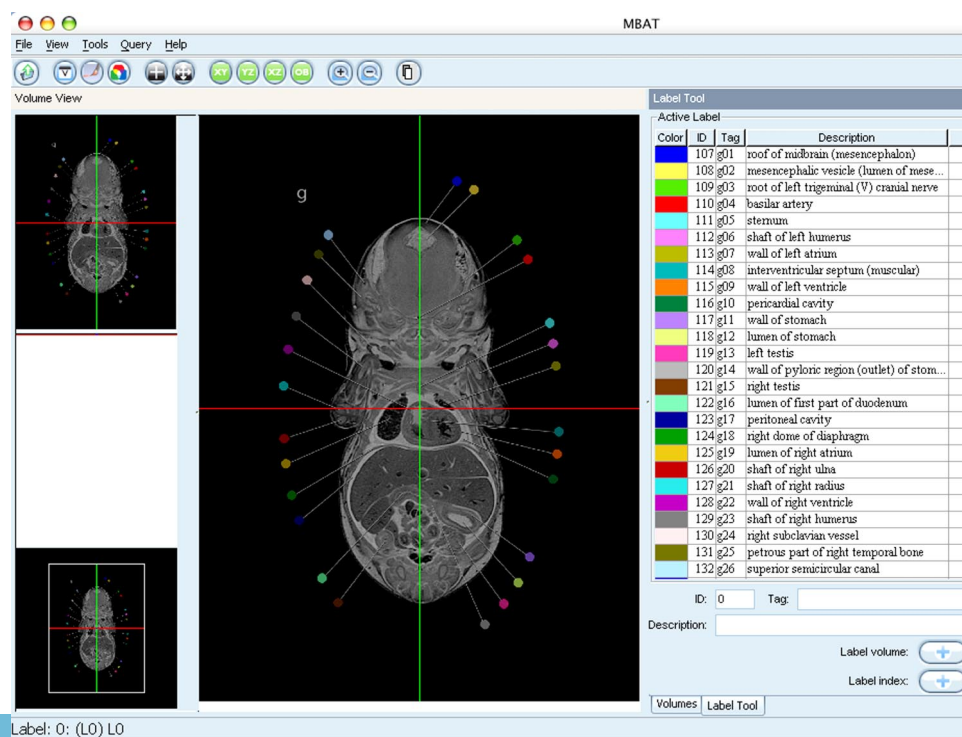 MBAT
File View Tools Query Help
XY YZ XZ OB
Volume View
Label Tool
Active Label
Color ID Tag Description
107 g01 roof of midbrain (mesencephalon)
108 g02 mesencephalic vesicle (lumen of mese...
109 g03 root of left trigeminal (V) cranial nerve
110 g04 basilar artery
111 g05 sternum
112 g06 shaft of left humerus
113 g07 wall of left atrium
114 g08 interventricular septum (muscular)
115 g09 wall of left ventricle
116 g10 pericardial cavity
117 g11 wall of stomach
118 g12 lumen of stomach
119 g13 left testis
120 g14 wall of pyloric region (outlet) of stom...
121 g15 right testis
122 g16 lumen of first part of duodenum
123 g17 peritoneal cavity
124 g18 right dome of diaphragm
125 g19 lumen of right atrium
126 g20 shaft of right ulna
127 g21 shaft of right radius
128 g22 wall of right ventricle
129 g23 shaft of right humerus
130 g24 right subclavian vessel
131 g25 petrous part of right temporal bone
132 g26 superior semicircular canal
g
ID: 0 Tag:
Description:
Label volume:
Label index:
Volumes Label Tool
Label: 0: (L0) L0